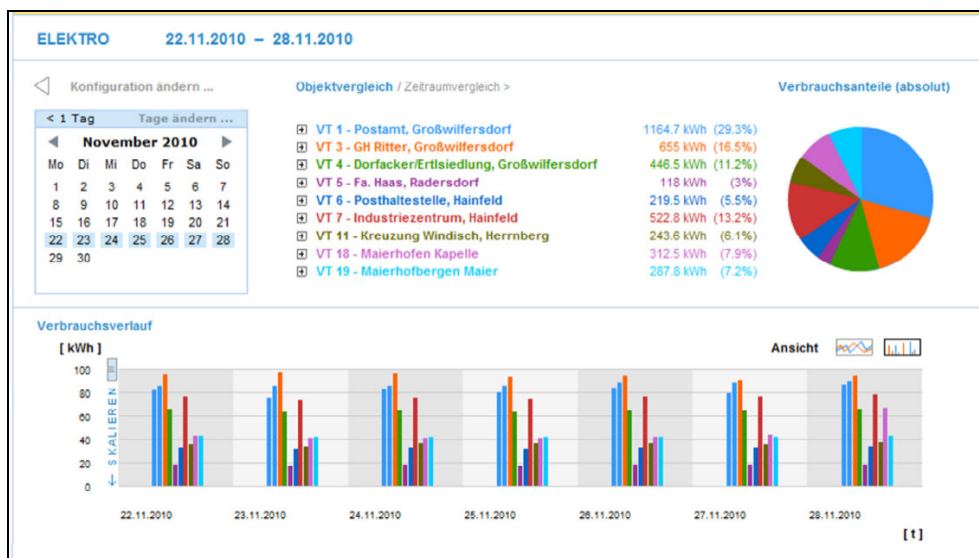 ELEKTRO 22.11.2010 – 28.11.2010
Konfiguration ändern ...
Objektvergleich / Zeitraumvergleich >
Verbrauchsanteile (absolut)
< 1 Tag Tage ändern ...
November 2010
Mo Di Mi Do Fr Sa So
1 2 3 4 5 6 7
8 9 10 11 12 13 14
15 16 17 18 19 20 21
22 23 24 25 26 27 28
29 30
VT 1 - Postamt, Großwilfersdorf 1164.7 kWh (29.3%)
VT 3 - GH Ritter, Großwilfersdorf 655 kWh (16.5%)
VT 4 - Dorfacker/Ertlsiedlung, Großwilfersdorf 446.5 kWh (11.2%)
VT 5 - Fa. Haas, Radersdorf 118 kWh (3%)
VT 6 - Posthaltestelle, Hainfeld 219.5 kWh (5.5%)
VT 7 - Industriezentrum, Hainfeld 522.8 kWh (13.2%)
VT 11 - Kreuzung Windisch, Herrnberg 243.6 kWh (6.1%)
VT 18 - Maierhofen Kapelle 312.5 kWh (7.9%)
VT 19 - Maierhofbergen Maier 287.8 kWh (7.2%)
Verbrauchsverlauf
[ kWh ]
Ansicht
100
80
60
40
20
0
← SKALIEREN
22.11.2010 23.11.2010 24.11.2010 25.11.2010 26.11.2010 27.11.2010 28.11.2010
[ t ]